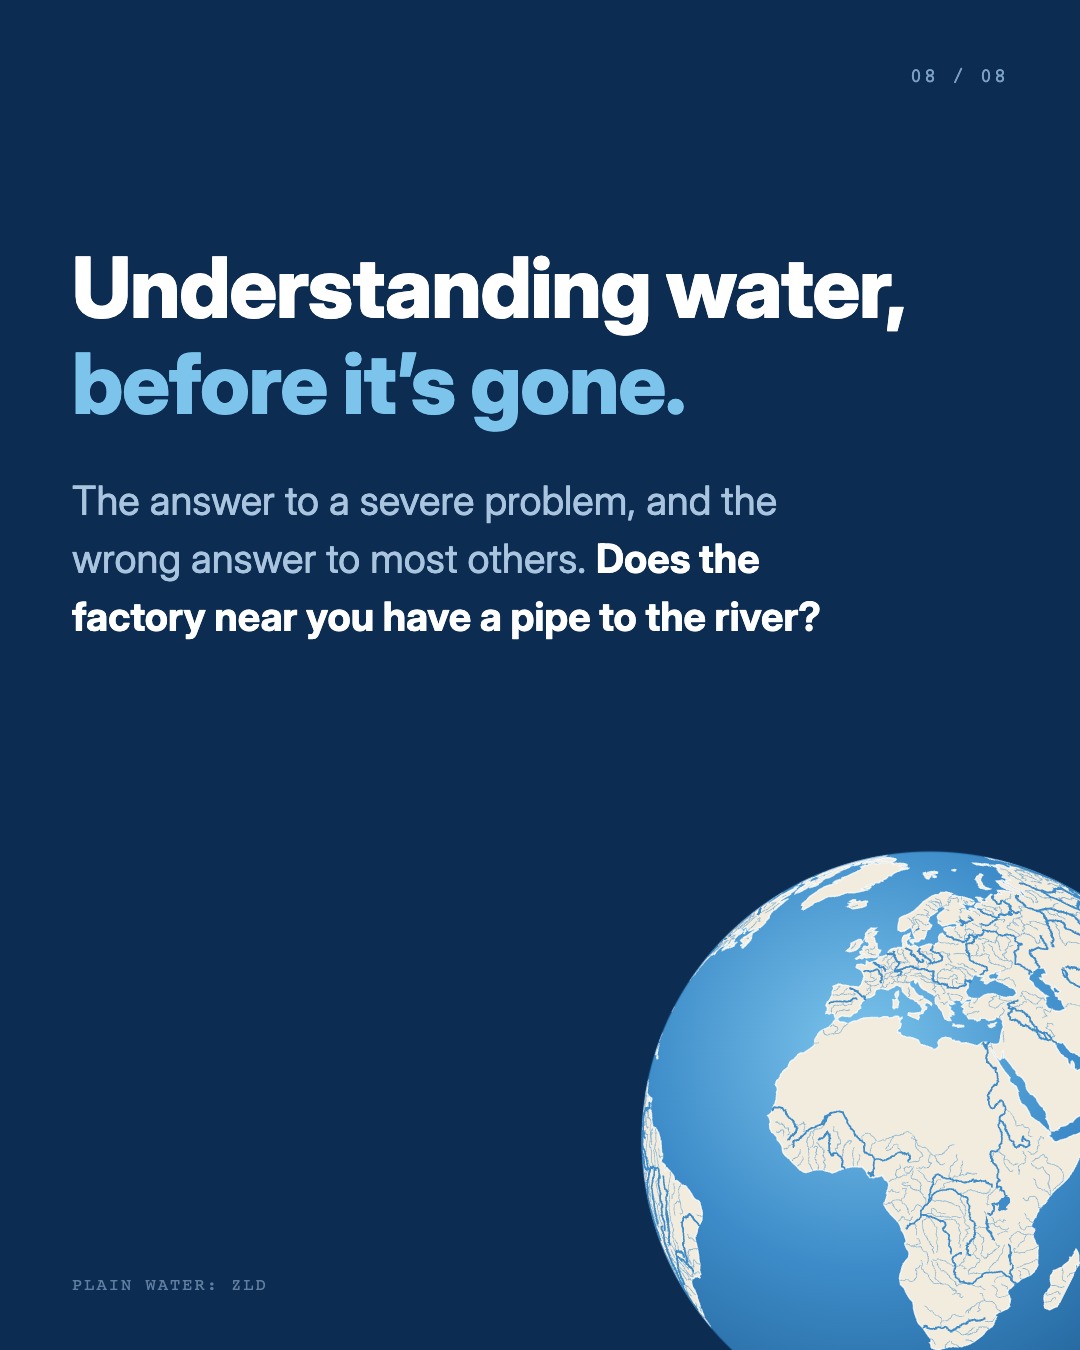 08 / 08
Understanding water,
before it’s gone.
The answer to a severe problem, and the
wrong answer to most others. Does the
factory near you have a pipe to the river?
PLAIN WATER: ZLD